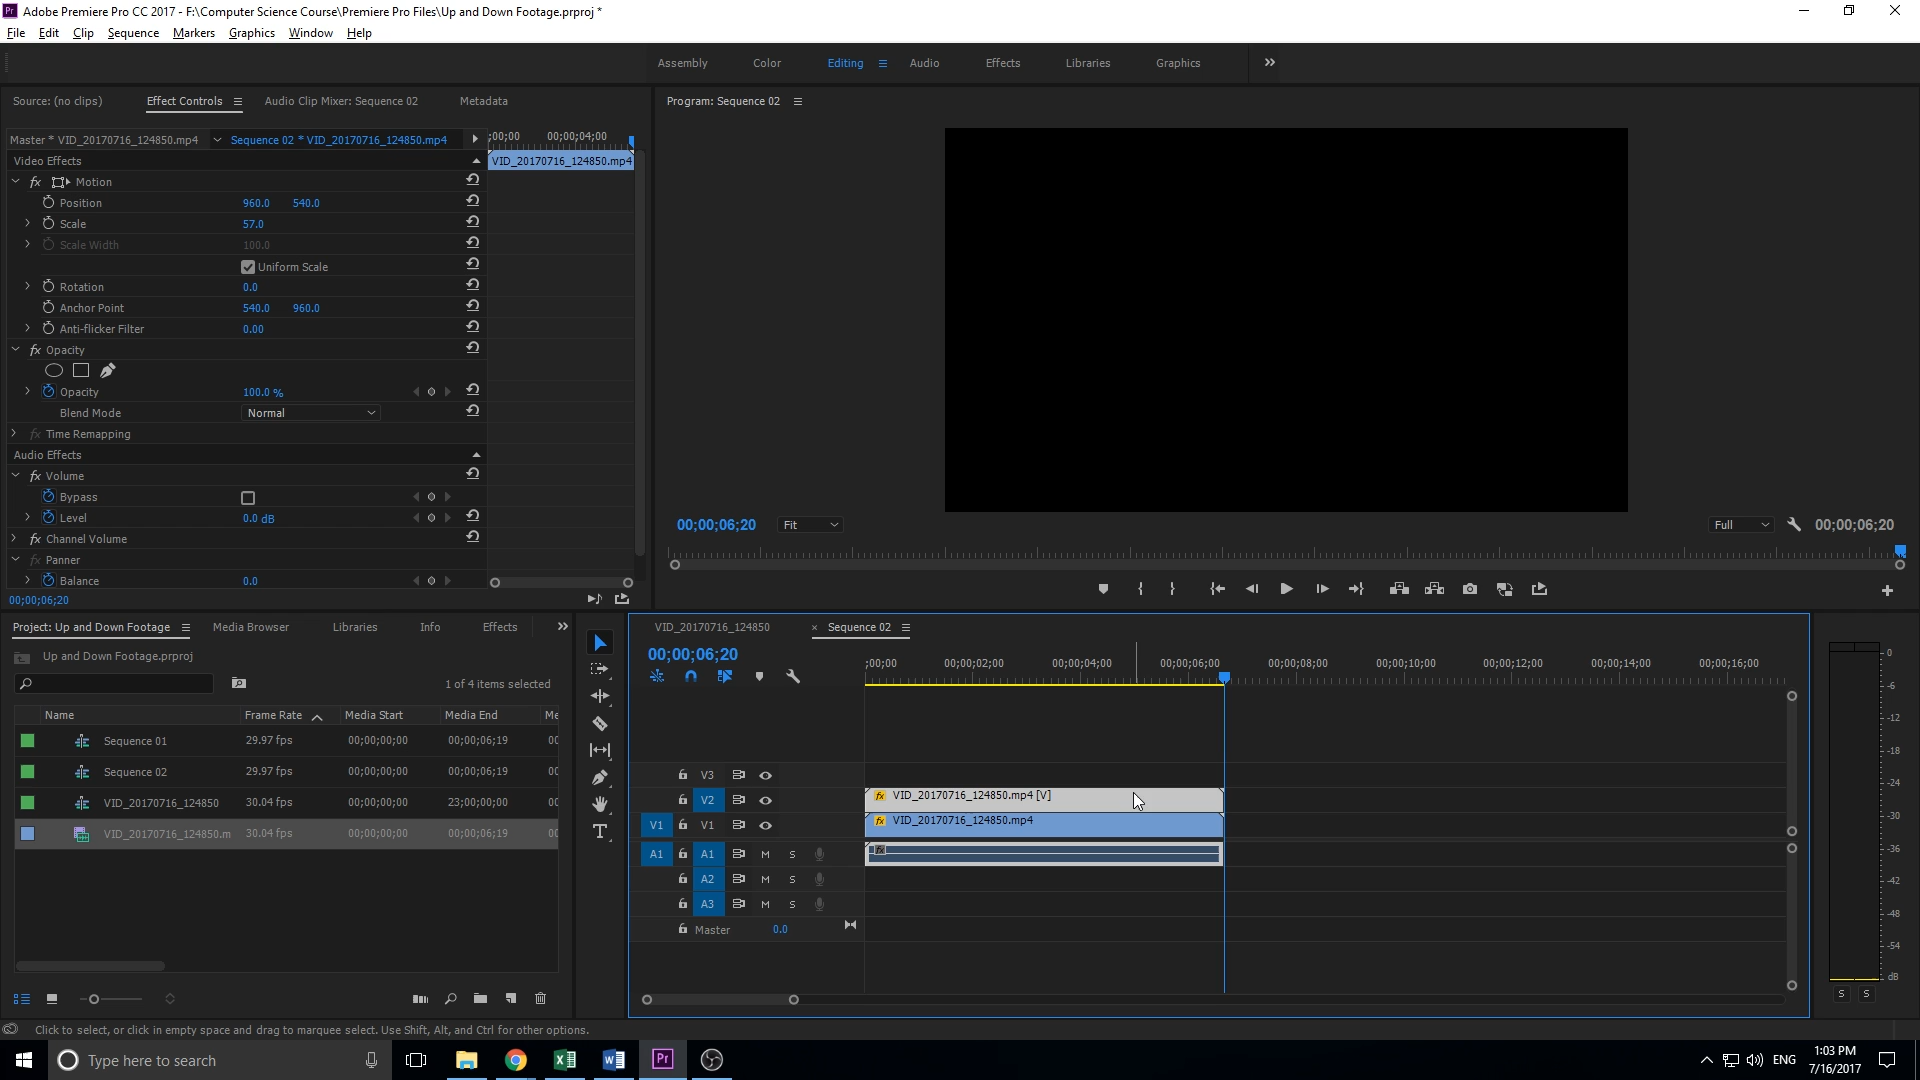 Pr Adobe Premiere Pro CC 2017 - F:\Computer Science Course\Premiere Pro Files\Up and Down Footage.prproj *
File Edit Clip Sequence Markers Graphics Window Help
Assembly Color Editing Audio Effects Libraries Graphics
Source: (no clips) Effect Controls Audio Clip Mixer: Sequence 02 Metadata
Program: Sequence 02
Master * VID_20170716_124850.mp4 Sequence 02 * VID_20170716_124850.mp4 ;00;00 00;00;04;00
Video Effects VID_20170716_124850.mp4
fx Motion
Position 960.0 540.0
Scale 57.0
Scale Width 100.0
Uniform Scale
Rotation 0.0
Anchor Point 540.0 960.0
Anti-flicker Filter 0.00
fx Opacity
Opacity 100.0 %
Blend Mode Normal
fx Time Remapping
Audio Effects
fx Volume
Bypass
Level 0.0 dB
fx Channel Volume
fx Panner
Balance 0.0
00;00;06;20
00;00;06;20 Fit Full 00;00;06;20
Project: Up and Down Footage Media Browser Libraries Info Effects
Up and Down Footage.prproj
1 of 4 items selected
Name Frame Rate Media Start Media End Me
Sequence 01 29.97 fps 00;00;00;00 00;00;06;19 00
Sequence 02 29.97 fps 00;00;00;00 00;00;06;19 00
VID_20170716_124850 30.04 fps 00;00;00;00 23;00;00;00 00
VID_20170716_124850.m 30.04 fps 00;00;00;00 00;00;06;19 00
T
VID_20170716_124850 × Sequence 02
00;00;06;20
;00;00 00;00;02;00 00;00;04;00 00;00;06;00 00;00;08;00 00;00;10;00 00;00;12;00 00;00;14;00 00;00;16;00
V3
V2 fx VID_20170716_124850.mp4 [V]
V1 V1 fx VID_20170716_124850.mp4
A1 A1 M S fx
A2 M S
A3 M S
Master 0.0
0
-6
-12
-18
-24
-30
-36
-42
-48
-54
dB
S S
Click to select, or click in empty space and drag to marquee select. Use Shift, Alt, and Ctrl for other options.
Type here to search Pr ENG 1:03 PM
7/16/2017